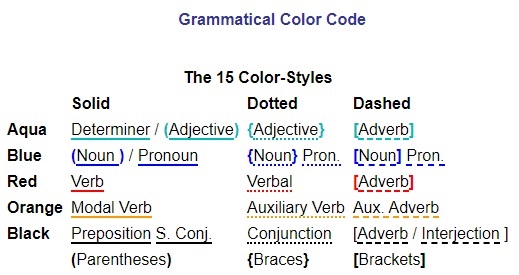 Grammatical Color Code
The 15 Color-Styles
Solid Dotted Dashed
Aqua Determiner / (Adjective) {Adjective} [Adverb]
Blue (Noun ) / Pronoun {Noun} Pron. [Noun] Pron.
Red Verb Verbal [Adverb]
Orange Modal Verb Auxiliary Verb Aux. Adverb
Black Preposition S. Conj. Conjunction [Adverb / Interjection ]
(Parentheses) {Braces} [Brackets]